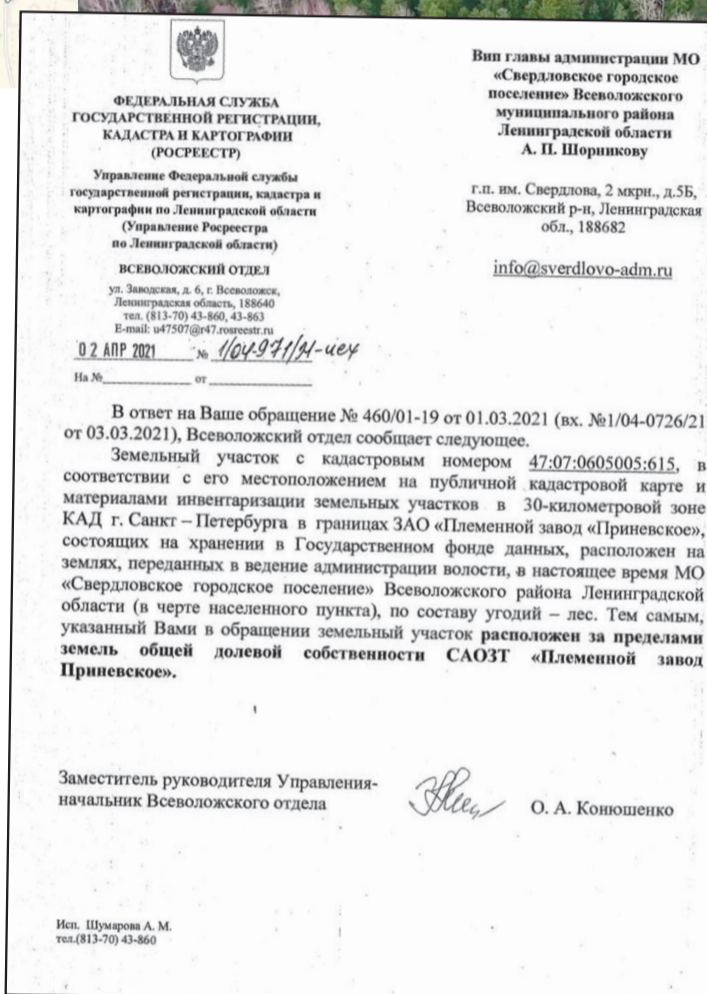 ФЕДЕРАЛЬНАЯ СЛУЖБА
ГОСУДАРСТВЕННОЙ РЕГИСТРАЦИИ,
КАДАСТРА И КАРТОГРАФИИ
(РОСРЕЕСТР)
Управление Федеральной службы
государственной регистрации, кадастра и
картографии по Ленинградской области
(Управление Росреестра
по Ленинградской области)
ВСЕВОЛОЖСКИЙ ОТДЕЛ
ул. Заводская, д. 6, г. Всеволожск,
Ленинградская область, 188640
тел. (813-70) 43-860, 43-863
E-mail: u47507@r47.rosreestr.ru
02 АПР 2021 № 1/04-971/21-исх
На №____________ от ______________
Вип главы администрации МО
«Свердловское городское
поселение» Всеволожского
муниципального района
Ленинградской области
А. П. Шорникову
г.п. им. Свердлова, 2 мкрн., д.5Б,
Всеволожский р-н, Ленинградская
обл., 188682
info@sverdlovo-adm.ru
В ответ на Ваше обращение № 460/01-19 от 01.03.2021 (вх. №1/04-0726/21
от 03.03.2021), Всеволожский отдел сообщает следующее.
Земельный участок с кадастровым номером 47:07:0605005:615, в
соответствии с его местоположением на публичной кадастровой карте и
материалами инвентаризации земельных участков в 30-километровой зоне
КАД г. Санкт – Петербурга в границах ЗАО «Племенной завод «Приневское»,
состоящих на хранении в Государственном фонде данных, расположен на
землях, переданных в ведение администрации волости, в настоящее время МО
«Свердловское городское поселение» Всеволожского района Ленинградской
области (в черте населенного пункта), по составу угодий – лес. Тем самым,
указанный Вами в обращении земельный участок расположен за пределами
земель общей долевой собственности САОЗТ «Племенной завод
Приневское».
Заместитель руководителя Управления-
начальник Всеволожского отдела
О. А. Конюшенко
Исп. Шумарова А. М.
тел.(813-70) 43-860